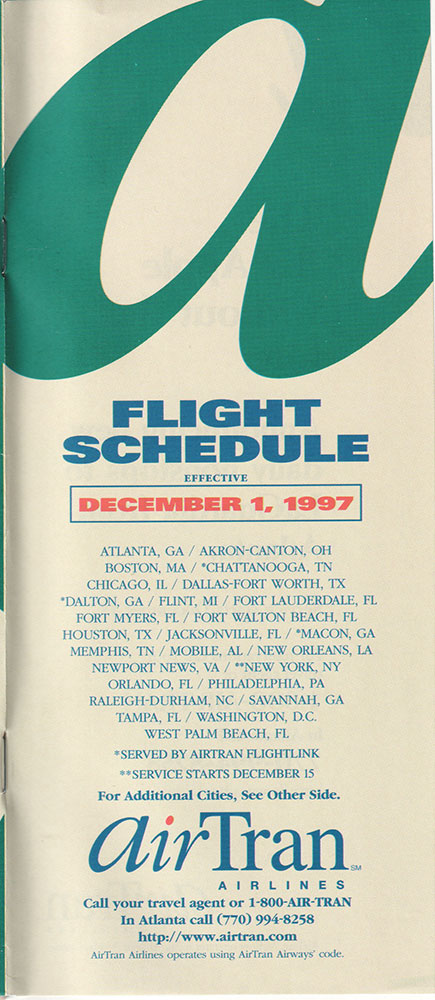 FLIGHT
SCHEDULE
EFFECTIVE
DECEMBER 1, 1997
ATLANTA, GA / AKRON-CANTON, OH
BOSTON, MA / *CHATTANOOGA, TN
CHICAGO, IL / DALLAS-FORT WORTH, TX
*DALTON, GA / FLINT, MI / FORT LAUDERDALE, FL
FORT MYERS, FL / FORT WALTON BEACH, FL
HOUSTON, TX / JACKSONVILLE, FL / *MACON, GA
MEMPHIS, TN / MOBILE, AL / NEW ORLEANS, LA
NEWPORT NEWS, VA / **NEW YORK, NY
ORLANDO, FL / PHILADELPHIA, PA
RALEIGH-DURHAM, NC / SAVANNAH, GA
TAMPA, FL / WASHINGTON, D.C.
WEST PALM BEACH, FL
*SERVED BY AIRTRAN FLIGHTLINK
**SERVICE STARTS DECEMBER 15
For Additional Cities, See Other Side.
airTran SM
AIRLINES
Call your travel agent or 1-800-AIR-TRAN
In Atlanta call (770) 994-8258
http://www.airtran.com
AirTran Airlines operates using AirTran Airways' code.